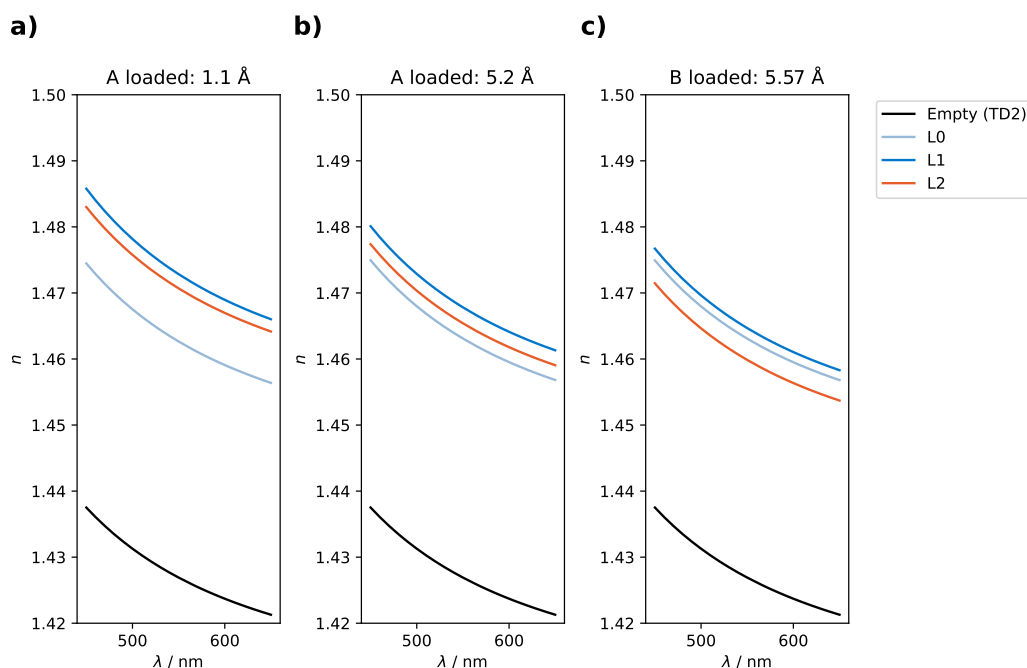 a) b) c)
A loaded: 1.1 Å A loaded: 5.2 Å B loaded: 5.57 Å
1.50 1.50 1.50
Empty (TD2)
L0
1.49 1.49 1.49
L1
L2
1.48 1.48 1.48
1.47 1.47 1.47
1.46 1.46 1.46
n n n
1.45 1.45 1.45
1.44 1.44 1.44
1.43 1.43 1.43
1.42 1.42 1.42
500 600 500 600 500 600
λ / nm λ / nm λ / nm